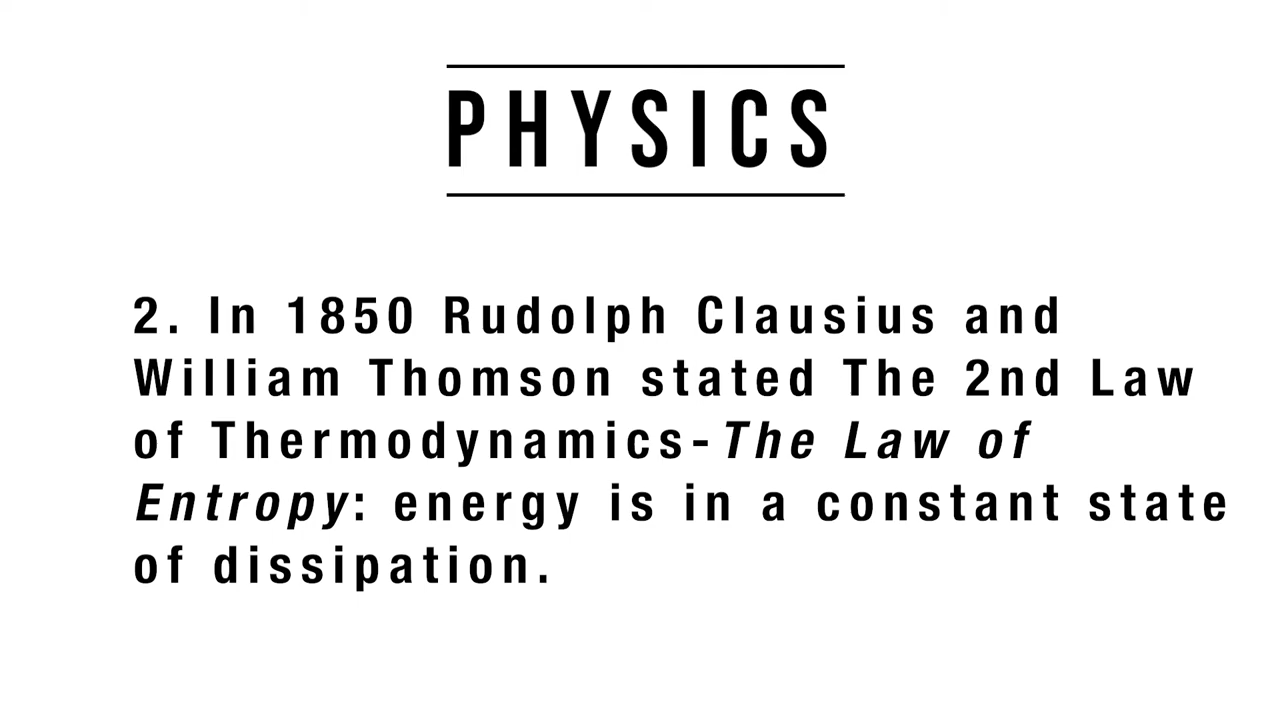 PHYSICS
2. In 1850 Rudolph Clausius and
William Thomson stated The 2nd Law
of Thermodynamics-The Law of
Entropy: energy is in a constant state
of dissipation.